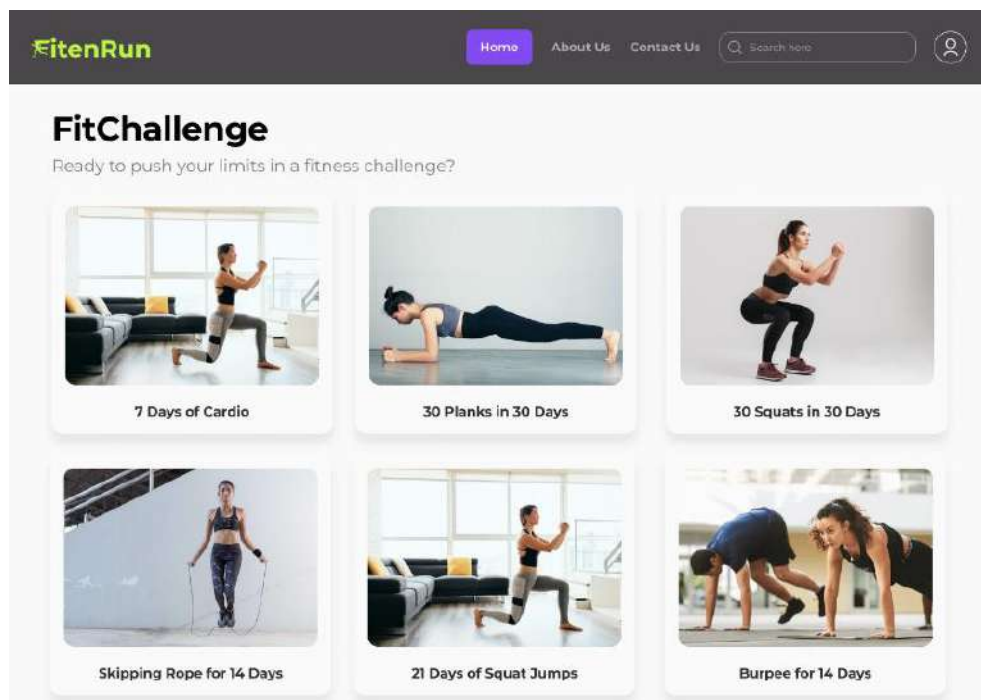 FitenRun
Home About Us Contact Us Search here
FitChallenge
Ready to push your limits in a fitness challenge?
7 Days of Cardio
30 Planks in 30 Days
30 Squats in 30 Days
Skipping Rope for 14 Days
21 Days of Squat Jumps
Burpee for 14 Days